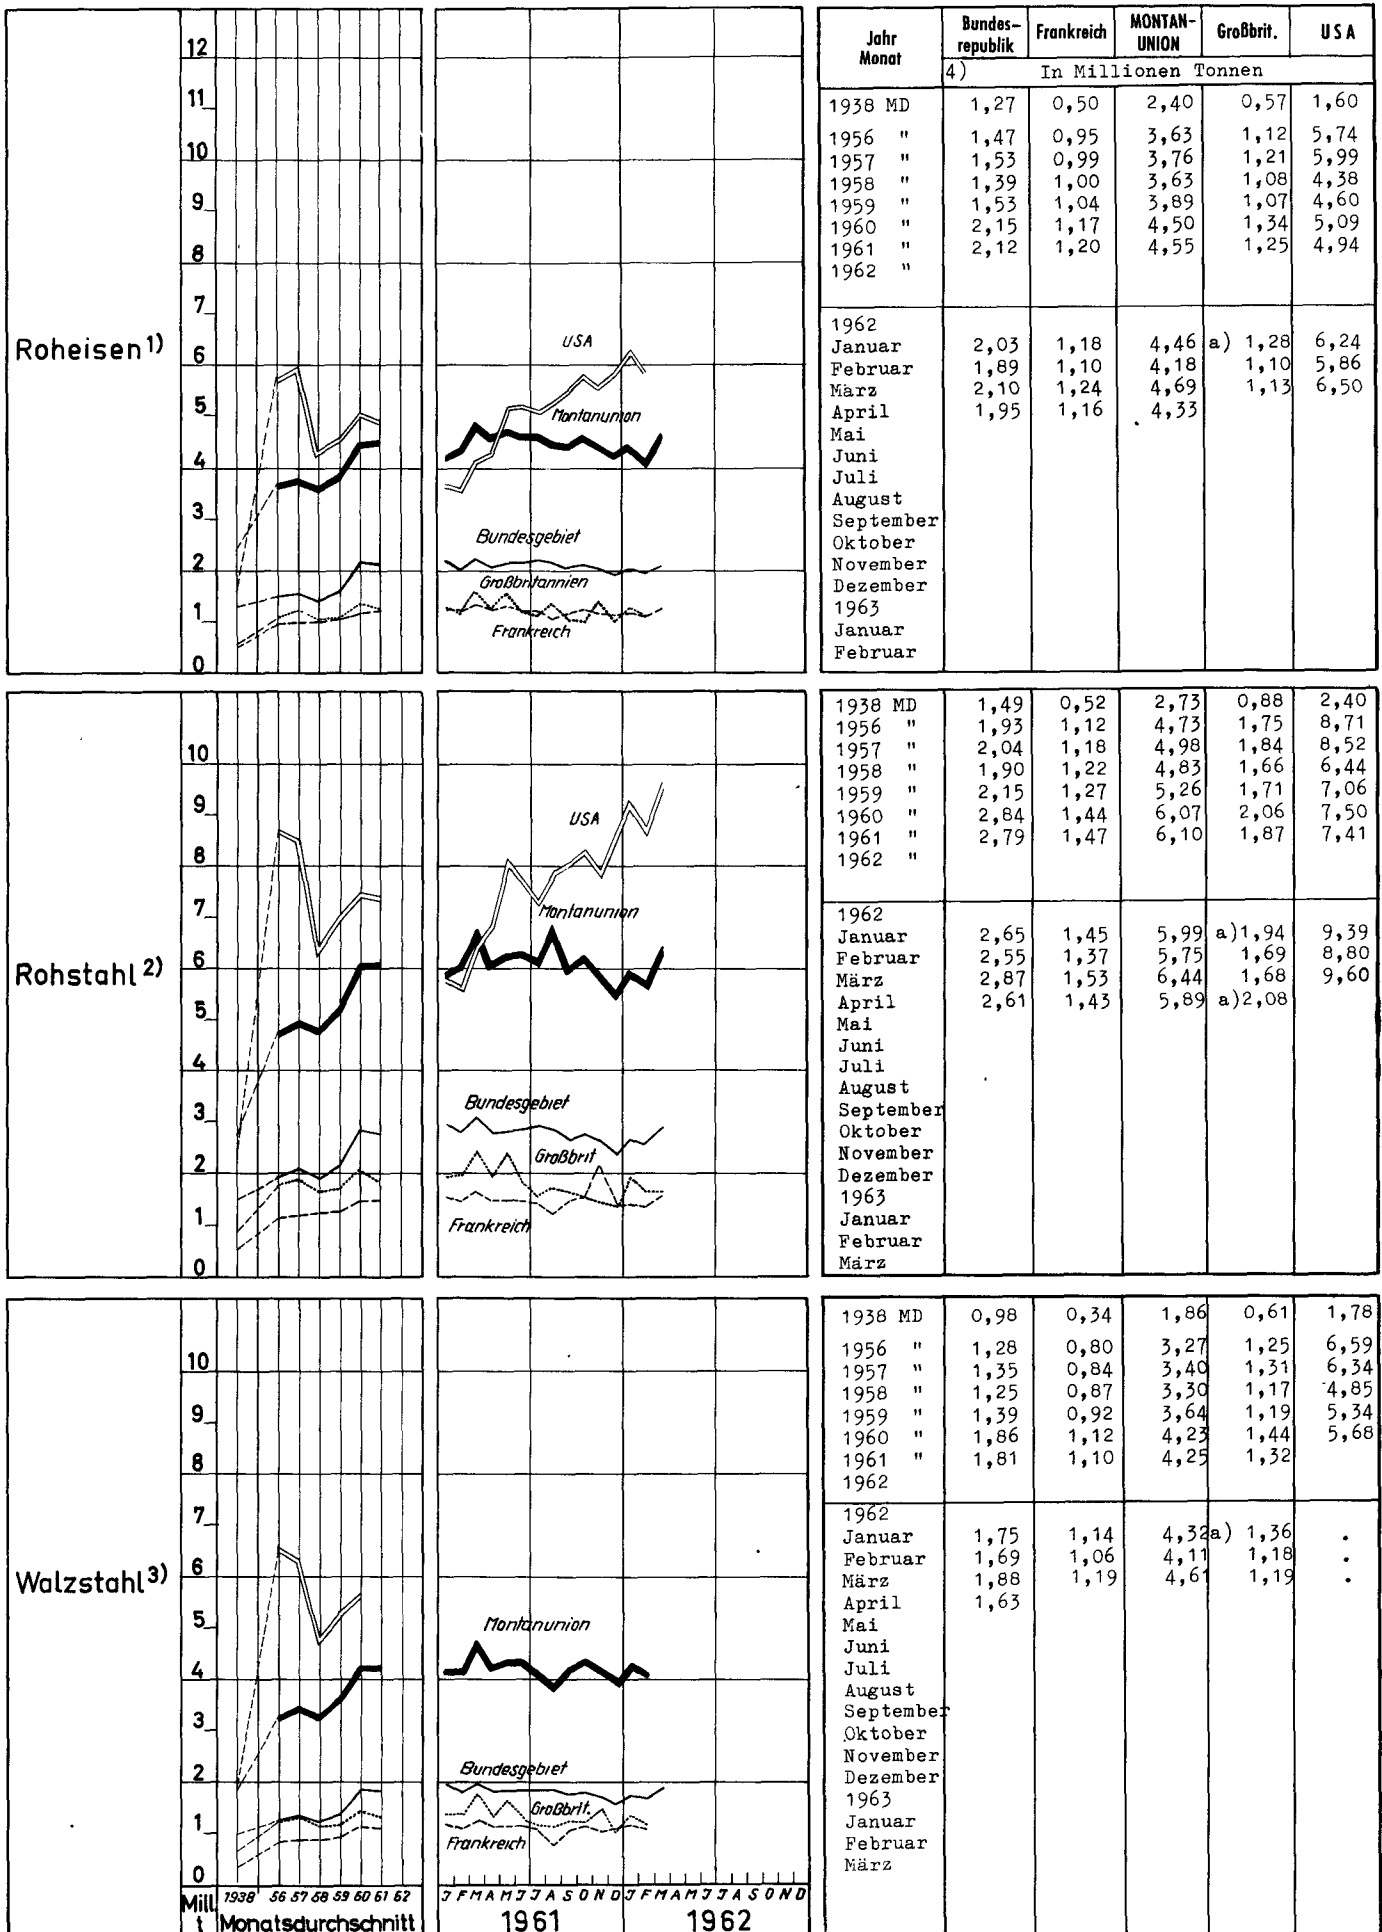 Roheisen 1)
12
11
10
9
8
7
6
5
4
3
2
1
0
USA
Montanunion
Bundesgebiet
Großbritannien
Frankreich
Jahr Monat Bundes-republik Frankreich MONTAN-UNION Großbrit. USA
4) In Millionen Tonnen
1938 MD 1,27 0,50 2,40 0,57 1,60
1956 " 1,47 0,95 3,63 1,12 5,74
1957 " 1,53 0,99 3,76 1,21 5,99
1958 " 1,39 1,00 3,63 1,08 4,38
1959 " 1,53 1,04 3,89 1,07 4,60
1960 " 2,15 1,17 4,50 1,34 5,09
1961 " 2,12 1,20 4,55 1,25 4,94
1962 "
1962
Januar 2,03 1,18 4,46 a) 1,28 6,24
Februar 1,89 1,10 4,18 1,10 5,86
März 2,10 1,24 4,69 1,13 6,50
April 1,95 1,16 4,33
Mai
Juni
Juli
August
September
Oktober
November
Dezember
1963
Januar
Februar
Rohstahl 2)
10
9
8
7
6
5
4
3
2
1
0
USA
Montanunion
Bundesgebiet
Großbrit
Frankreich
1938 MD 1,49 0,52 2,73 0,88 2,40
1956 " 1,93 1,12 4,73 1,75 8,71
1957 " 2,04 1,18 4,98 1,84 8,52
1958 " 1,90 1,22 4,83 1,66 6,44
1959 " 2,15 1,27 5,26 1,71 7,06
1960 " 2,84 1,44 6,07 2,06 7,50
1961 " 2,79 1,47 6,10 1,87 7,41
1962 "
1962
Januar 2,65 1,45 5,99 a)1,94 9,39
Februar 2,55 1,37 5,75 1,69 8,80
März 2,87 1,53 6,44 1,68 9,60
April 2,61 1,43 5,89 a)2,08
Mai
Juni
Juli
August
September
Oktober
November
Dezember
1963
Januar
Februar
März
Walzstahl 3)
10
9
8
7
6
5
4
3
2
1
0
Montanunion
Bundesgebiet
Großbrit.
Frankreich
1938 MD 0,98 0,34 1,86 0,61 1,78
1956 " 1,28 0,80 3,27 1,25 6,59
1957 " 1,35 0,84 3,40 1,31 6,34
1958 " 1,25 0,87 3,30 1,17 4,85
1959 " 1,39 0,92 3,64 1,19 5,34
1960 " 1,86 1,12 4,23 1,44 5,68
1961 " 1,81 1,10 4,25 1,32
1962
1962
Januar 1,75 1,14 4,32 a) 1,36 .
Februar 1,69 1,06 4,11 1,18 .
März 1,88 1,19 4,61 1,19 .
April 1,63
Mai
Juni
Juli
August
September
Oktober
November
Dezember
1963
Januar
Februar
März
Mill t
1938 56 57 58 59 60 61 62
Monatsdurchschnitt
J F M A M J J A S O N D J F M A M J J A S O N D
1961 1962